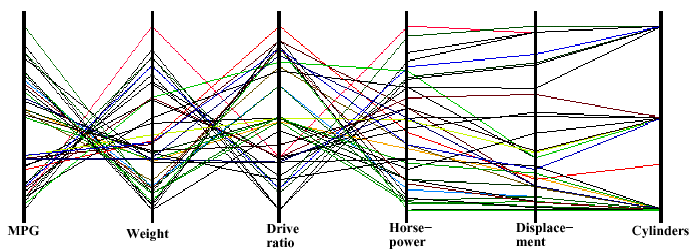 MPG
Weight
Drive
ratio
Horse-
power
Displace-
ment
Cylinders